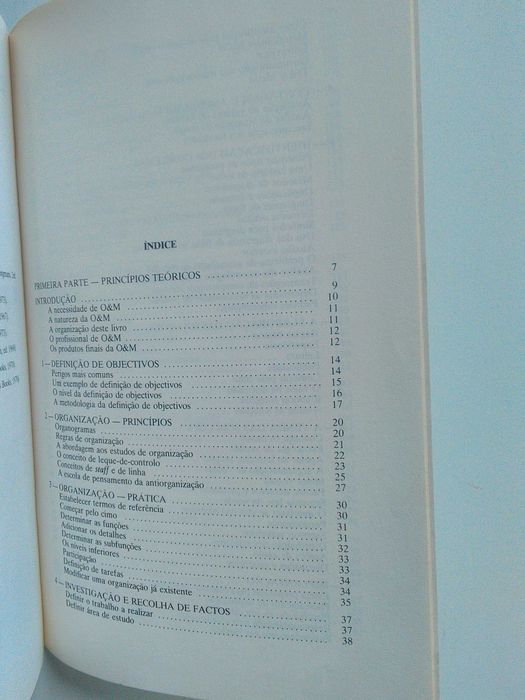 ÍNDICE
PRIMEIRA PARTE — PRINCÍPIOS TEÓRICOS 7
INTRODUÇÃO 9
A necessidade de O&M 10
A natureza da O&M 11
A organização deste livro 11
O profissional de O&M 12
Os produtos finais da O&M 12
1 — DEFINIÇÃO DE OBJECTIVOS 14
Perigos mais comuns 14
Um exemplo de definição de objectivos 15
O nível da definição de objectivos 16
A metodologia da definição de objectivos 17
2 — ORGANIZAÇÃO — PRINCÍPIOS 20
Organogramas 20
Regras de organização 21
A abordagem aos estudos de organização 22
O conceito de leque-de-controlo 23
Conceitos de staff e de linha 25
A escola de pensamento da antiorganização 27
3 — ORGANIZAÇÃO — PRÁTICA 30
Estabelecer termos de referência 30
Começar pelo cimo 31
Determinar as funções 31
Adicionar os detalhes 32
Determinar as subfunções 33
Os níveis inferiores 33
Participação 34
Definição de tarefas 34
Modificar uma organização já existente 35
4 — INVESTIGAÇÃO E RECOLHA DE FACTOS 37
Definir o trabalho a realizar 37
Definir área de estudo 38